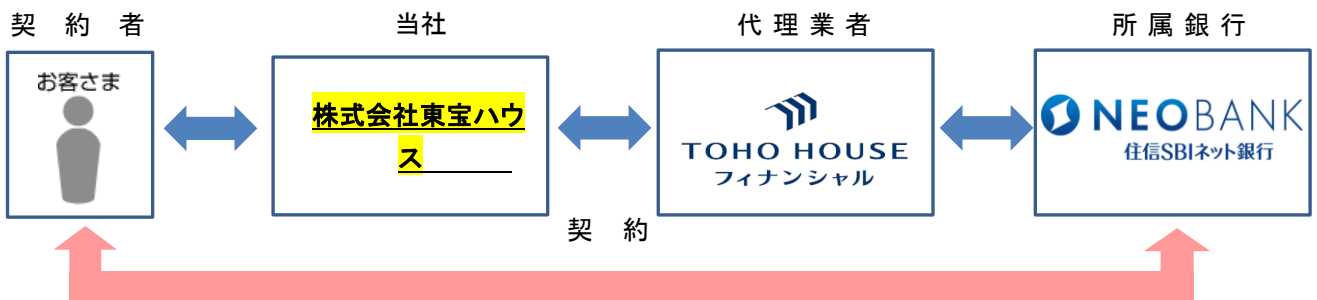 契 約 者
当社
代 理 業 者
所 属 銀 行
お客さま
株式会社東宝ハウ
ス
TOHO HOUSE
フィナンシャル
NEOBANK
住信SBIネット銀行
契 約